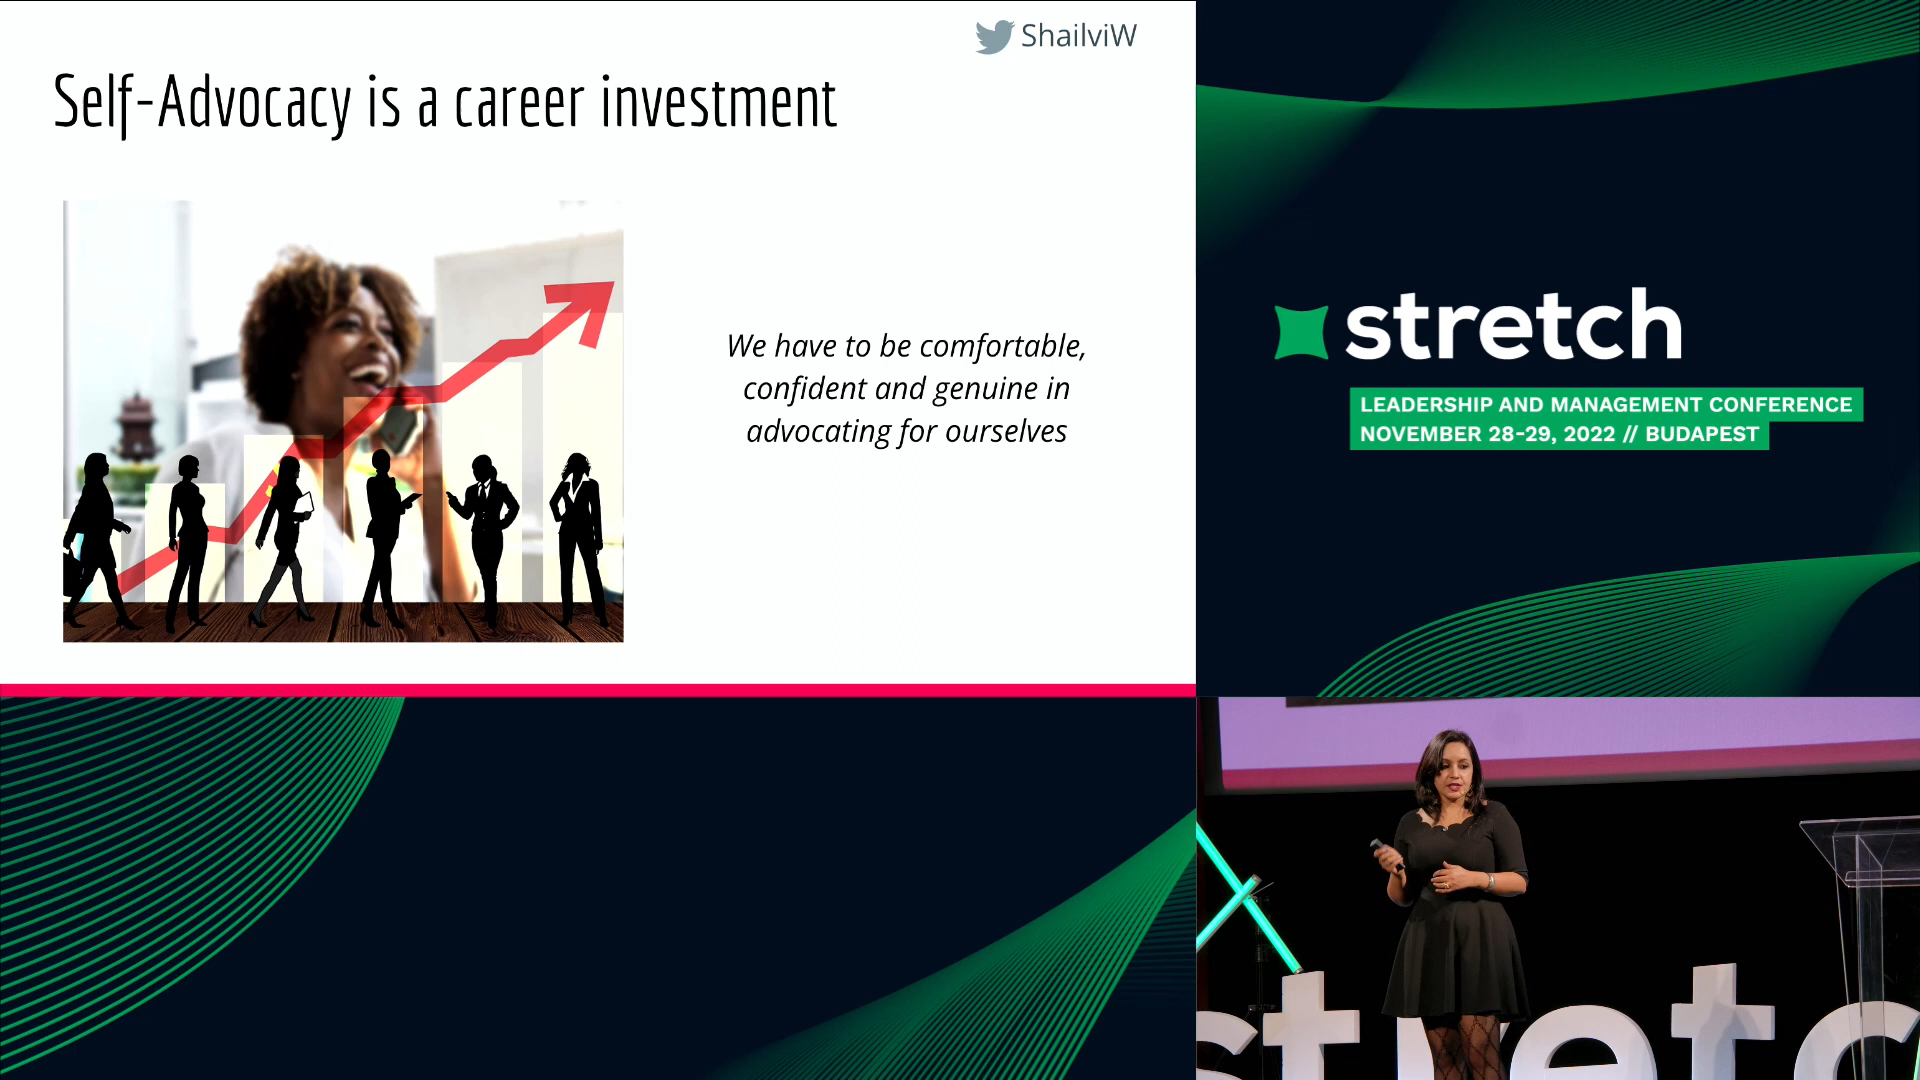 ShailviW
Self-Advocacy is a career investment
We have to be comfortable,
confident and genuine in
advocating for ourselves
stretch
LEADERSHIP AND MANAGEMENT CONFERENCE
NOVEMBER 28-29, 2022 // BUDAPEST
stretc